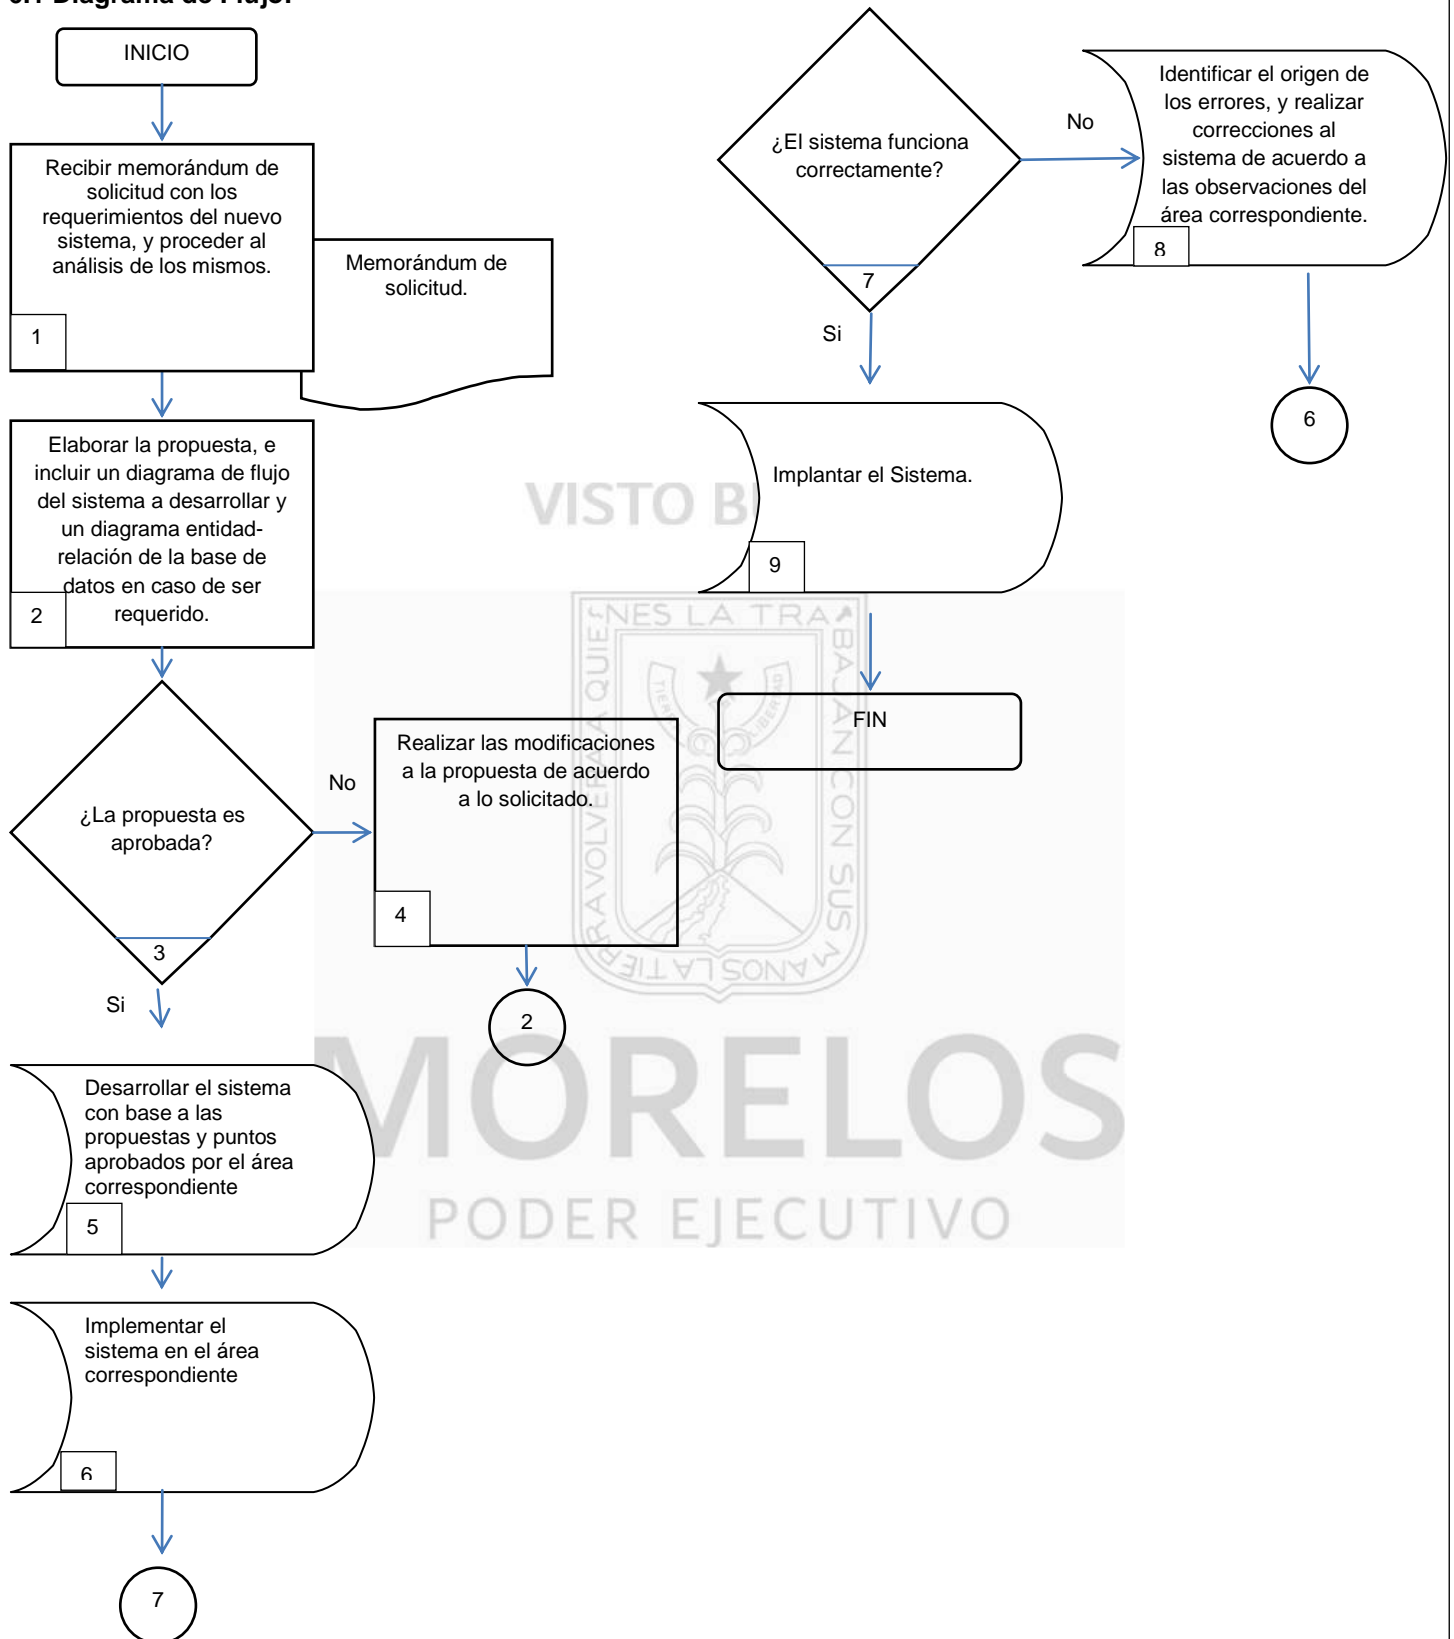 INICIO
Recibir memorándum de
solicitud con los
requerimientos del nuevo
sistema, y proceder al
análisis de los mismos.
1
Memorándum de
solicitud.
Elaborar la propuesta, e
incluir un diagrama de flujo
del sistema a desarrollar y
un diagrama entidad-
relación de la base de
datos en caso de ser
requerido.
2
¿La propuesta es
aprobada?
3
No
Realizar las modificaciones
a la propuesta de acuerdo
a lo solicitado.
4
2
Si
Desarrollar el sistema
con base a las
propuestas y puntos
aprobados por el área
correspondiente
5
Implementar el
sistema en el área
correspondiente
6
7
¿El sistema funciona
correctamente?
7
No
Identificar el origen de
los errores, y realizar
correcciones al
sistema de acuerdo a
las observaciones del
área correspondiente.
8
6
Si
Implantar el Sistema.
9
FIN
VISTO
LA TIERRA VOLVERÁ A QUIENES LA TRABAJAN CON SUS MANOS
MORELOS
PODER EJECUTIVO